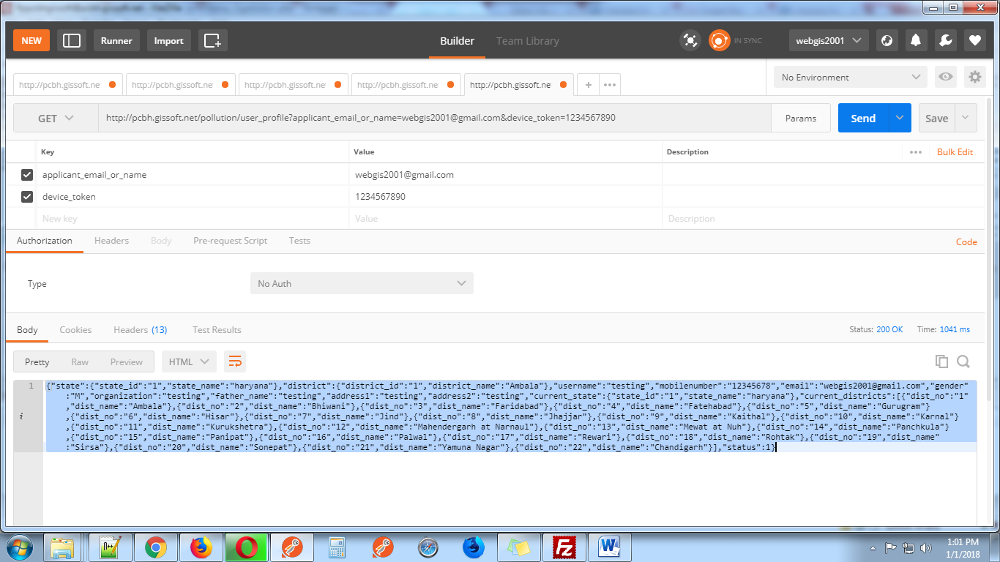 NEW Runner Import Builder Team Library IN SYNC webgis2001
http://pcbh.gissoft.net http://pcbh.gissoft.net http://pcbh.gissoft.net http://pcbh.gissoft.net http://pcbh.gissoft.net + ••• No Environment
GET http://pcbh.gissoft.net/pollution/user_profile?applicant_email_or_name=webgis2001@gmail.com&device_token=1234567890 Params Send Save
Key Value Description ••• Bulk Edit
applicant_email_or_name webgis2001@gmail.com
device_token 1234567890
New key Value Description
Authorization Headers Body Pre-request Script Tests Code
Type No Auth
Body Cookies Headers (13) Test Results Status: 200 OK Time: 1041 ms
Pretty Raw Preview HTML
1 {"state":{"state_id":"1","state_name":"haryana"},"district":{"district_id":"1","district_name":"Ambala"},"username":"testing","mobilenumber":"12345678","email":"webgis2001@gmail.com","gender"
:"M","organization":"testing","father_name":"testing","address1":"testing","address2":"testing","current_state":{"state_id":"1","state_name":"haryana"},"current_districts":[{"dist_no":"1"
,"dist_name":"Ambala"},{"dist_no":"2","dist_name":"Bhiwani"},{"dist_no":"3","dist_name":"Faridabad"},{"dist_no":"4","dist_name":"Fatehabad"},{"dist_no":"5","dist_name":"Gurugram"}
,{"dist_no":"6","dist_name":"Hisar"},{"dist_no":"7","dist_name":"Jind"},{"dist_no":"8","dist_name":"Jhajjar"},{"dist_no":"9","dist_name":"Kaithal"},{"dist_no":"10","dist_name":"Karnal"}
,{"dist_no":"11","dist_name":"Kurukshetra"},{"dist_no":"12","dist_name":"Mahendergarh at Narnaul"},{"dist_no":"13","dist_name":"Mewat at Nuh"},{"dist_no":"14","dist_name":"Panchkula"}
,{"dist_no":"15","dist_name":"Panipat"},{"dist_no":"16","dist_name":"Palwal"},{"dist_no":"17","dist_name":"Rewari"},{"dist_no":"18","dist_name":"Rohtak"},{"dist_no":"19","dist_name"
:"Sirsa"},{"dist_no":"20","dist_name":"Sonepat"},{"dist_no":"21","dist_name":"Yamuna Nagar"},{"dist_no":"22","dist_name":"Chandigarh"}],"status":1}
1:01 PM
1/1/2018